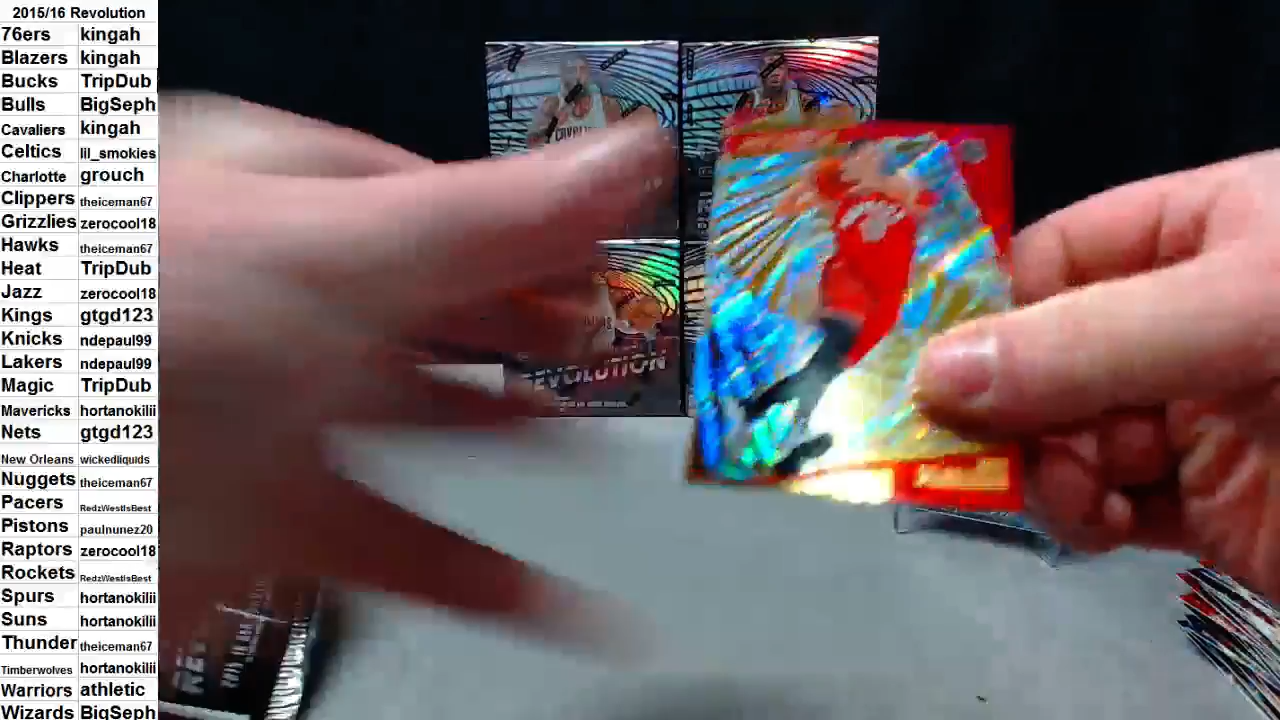 2015/16 Revolution
76ers kingah
Blazers kingah
Bucks TripDub
Bulls BigSeph
Cavaliers kingah
Celtics lil_smokies
Charlotte grouch
Clippers theiceman67
Grizzlies zerocool18
Hawks theiceman67
Heat TripDub
Jazz zerocool18
Kings gtgd123
Knicks ndepaul99
Lakers ndepaul99
Magic TripDub
Mavericks hortanokilii
Nets gtgd123
New Orleans wickedliquids
Nuggets theiceman67
Pacers RedzWestIsBest
Pistons paulnunez20
Raptors zerocool18
Rockets RedzWestIsBest
Spurs hortanokilii
Suns hortanokilii
Thunder theiceman67
Timberwolves hortanokilii
Warriors athletic
Wizards BigSeph
REVOLUTION